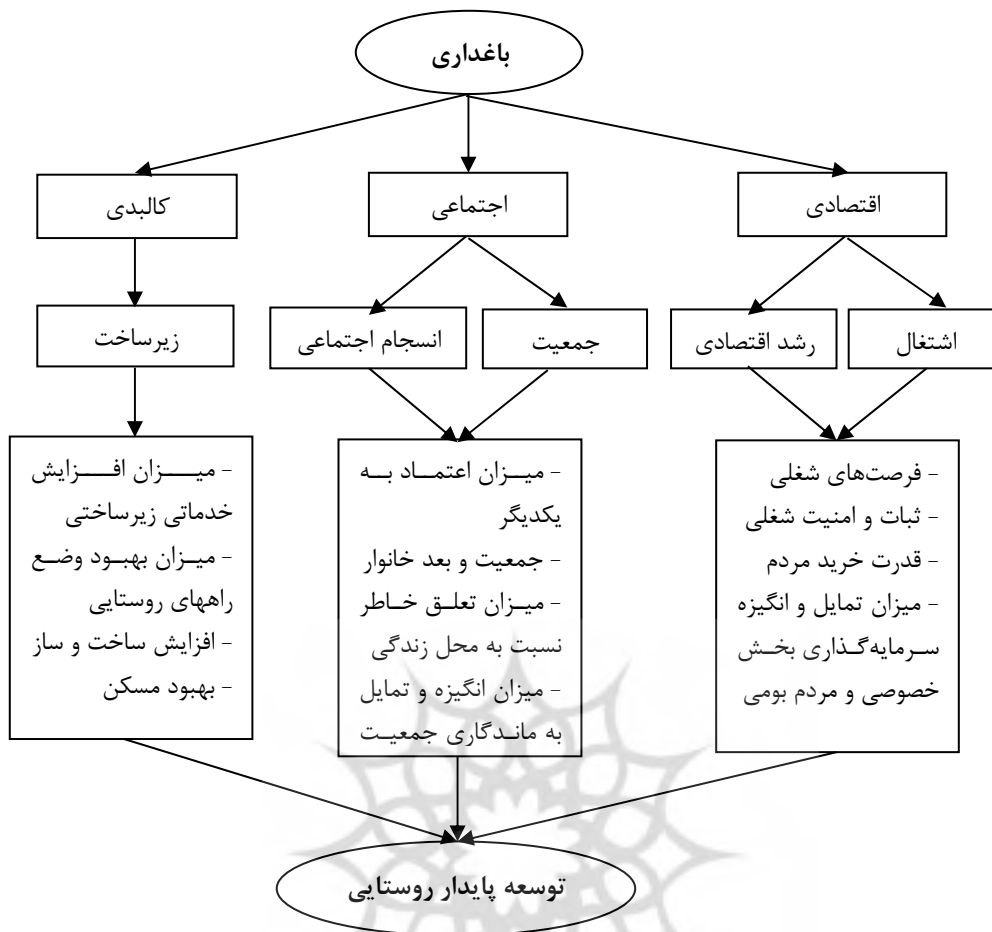 باغداری
اقتصادی
اجتماعی
کالبدی
اشتغال
رشد اقتصادی
جمعیت
انسجام اجتماعی
زیرساخت
- فرصت‌های شغلی
- ثبات و امنیت شغلی
- قدرت خرید مردم
- میزان تمایل و انگیزه
سرمایه‌گذاری بخش
خصوصی و مردم بومی
- میزان اعتماد به
یکدیگر
- جمعیت و بعد خانوار
- میزان تعلق خاطر
نسبت به محل زندگی
- میزان انگیزه و تمایل
به ماندگاری جمعیت
- میزان افزایش
خدماتی زیرساختی
- میزان بهبود وضع
راههای روستایی
- افزایش ساخت و ساز
- بهبود مسکن
توسعه پایدار روستایی